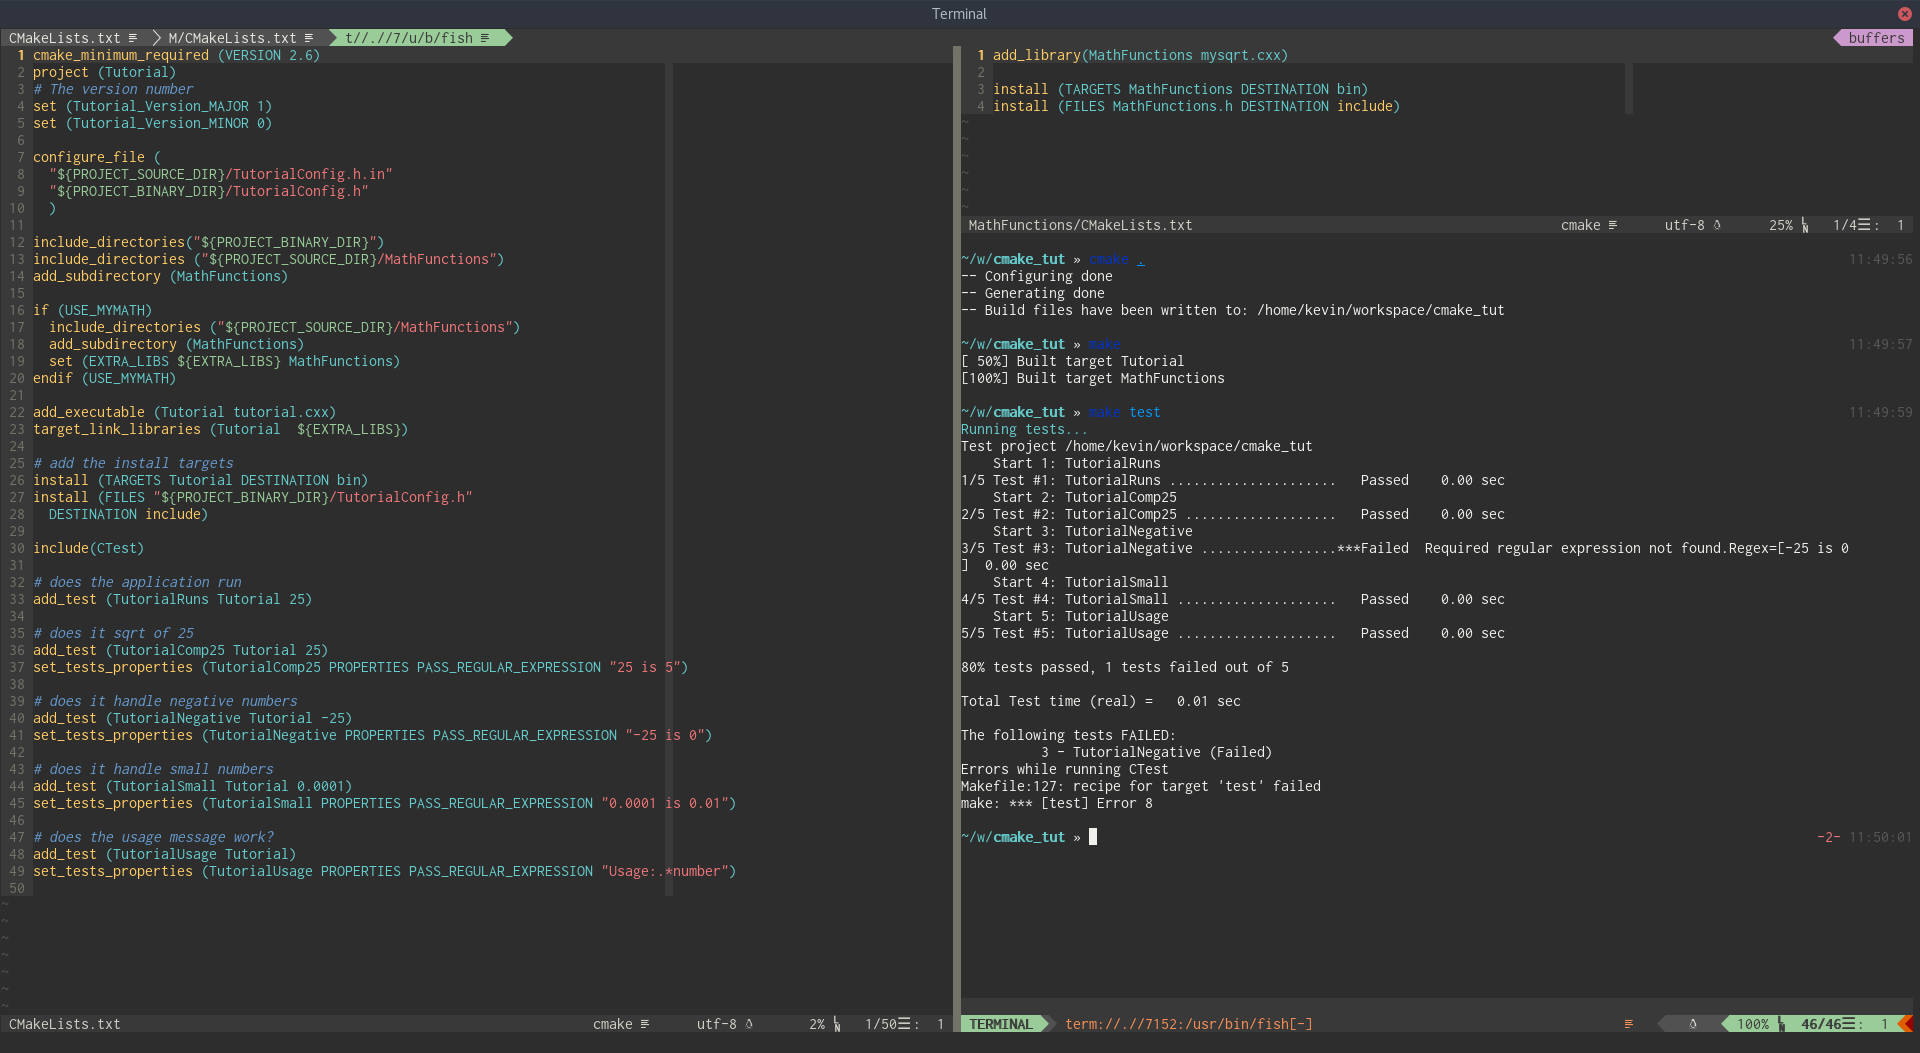 Terminal
CMakeLists.txt M/CMakeLists.txt t//.//7/u/b/fish buffers
1 cmake_minimum_required (VERSION 2.6)
2 project (Tutorial)
3 # The version number
4 set (Tutorial_Version_MAJOR 1)
5 set (Tutorial_Version_MINOR 0)
6
7 configure_file (
8   "${PROJECT_SOURCE_DIR}/TutorialConfig.h.in"
9   "${PROJECT_BINARY_DIR}/TutorialConfig.h"
10   )
11
12 include_directories("${PROJECT_BINARY_DIR}")
13 include_directories ("${PROJECT_SOURCE_DIR}/MathFunctions")
14 add_subdirectory (MathFunctions)
15
16 if (USE_MYMATH)
17   include_directories ("${PROJECT_SOURCE_DIR}/MathFunctions")
18   add_subdirectory (MathFunctions)
19   set (EXTRA_LIBS ${EXTRA_LIBS} MathFunctions)
20 endif (USE_MYMATH)
21
22 add_executable (Tutorial tutorial.cxx)
23 target_link_libraries (Tutorial  ${EXTRA_LIBS})
24
25 # add the install targets
26 install (TARGETS Tutorial DESTINATION bin)
27 install (FILES "${PROJECT_BINARY_DIR}/TutorialConfig.h"
28   DESTINATION include)
29
30 include(CTest)
31
32 # does the application run
33 add_test (TutorialRuns Tutorial 25)
34
35 # does it sqrt of 25
36 add_test (TutorialComp25 Tutorial 25)
37 set_tests_properties (TutorialComp25 PROPERTIES PASS_REGULAR_EXPRESSION "25 is 5")
38
39 # does it handle negative numbers
40 add_test (TutorialNegative Tutorial -25)
41 set_tests_properties (TutorialNegative PROPERTIES PASS_REGULAR_EXPRESSION "-25 is 0")
42
43 # does it handle small numbers
44 add_test (TutorialSmall Tutorial 0.0001)
45 set_tests_properties (TutorialSmall PROPERTIES PASS_REGULAR_EXPRESSION "0.0001 is 0.01")
46
47 # does the usage message work?
48 add_test (TutorialUsage Tutorial)
49 set_tests_properties (TutorialUsage PROPERTIES PASS_REGULAR_EXPRESSION "Usage:.*number")
50
~
~
~
~
~
~
~
CMakeLists.txt cmake utf-8 2% 1/50 : 1
1 add_library(MathFunctions mysqrt.cxx)
2
3 install (TARGETS MathFunctions DESTINATION bin)
4 install (FILES MathFunctions.h DESTINATION include)
~
~
~
~
~
~
MathFunctions/CMakeLists.txt cmake utf-8 25% 1/4 : 1
~/w/cmake_tut » cmake . 11:49:56
-- Configuring done
-- Generating done
-- Build files have been written to: /home/kevin/workspace/cmake_tut
~/w/cmake_tut » make 11:49:57
[ 50%] Built target Tutorial
[100%] Built target MathFunctions
~/w/cmake_tut » make test 11:49:59
Running tests...
Test project /home/kevin/workspace/cmake_tut
    Start 1: TutorialRuns
1/5 Test #1: TutorialRuns .....................   Passed    0.00 sec
    Start 2: TutorialComp25
2/5 Test #2: TutorialComp25 ...................   Passed    0.00 sec
    Start 3: TutorialNegative
3/5 Test #3: TutorialNegative .................***Failed  Required regular expression not found.Regex=[-25 is 0
]  0.00 sec
    Start 4: TutorialSmall
4/5 Test #4: TutorialSmall ....................   Passed    0.00 sec
    Start 5: TutorialUsage
5/5 Test #5: TutorialUsage ....................   Passed    0.00 sec
80% tests passed, 1 tests failed out of 5
Total Test time (real) =   0.01 sec
The following tests FAILED:
          3 - TutorialNegative (Failed)
Errors while running CTest
Makefile:127: recipe for target 'test' failed
make: *** [test] Error 8
~/w/cmake_tut » -2- 11:50:01
TERMINAL term://.//7152:/usr/bin/fish[-] 100% 46/46 : 1